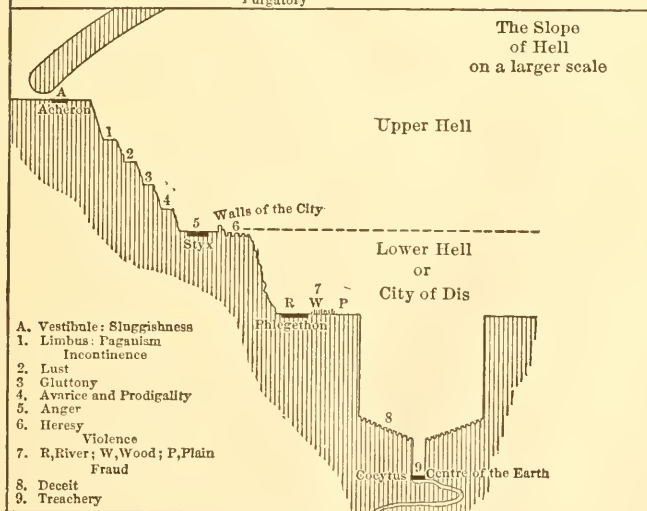 Purgatory
The Slope
of Hell
on a larger scale
A
Acheron
Upper Hell
1
2
3
4
5
Styx
Walls of the City
6
Lower Hell
or
City of Dis
7
R W P
Phlegethon
8
9
Cocytus
Centre of the Earth
A. Vestibule: Sluggishness
1. Limbus: Paganism
Incontinence
2. Lust
3 Gluttony
4. Avarice and Prodigality
5. Anger
6. Heresy
Violence
7. R,River; W,Wood; P,Plain
Fraud
8. Deceit
9. Treachery